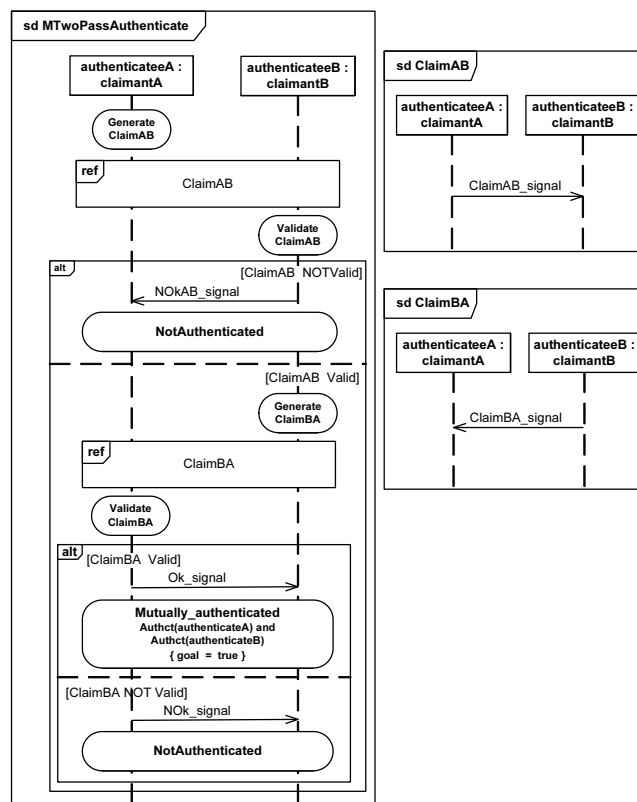 sd MTwoPassAuthenticate
authenticateeA :
claimantA
authenticateeB :
claimantB
Generate
ClaimAB
ref
ClaimAB
Validate
ClaimAB
alt
[ClaimAB NOTValid]
NOkAB_signal
NotAuthenticated
[ClaimAB Valid]
Generate
ClaimBA
ref
ClaimBA
Validate
ClaimBA
alt
[ClaimBA Valid]
Ok_signal
Mutually_authenticated
Authct(authenticateA) and
Authct(authenticateB)
{ goal = true }
[ClaimBA NOT Valid]
NOk_signal
NotAuthenticated
sd ClaimAB
authenticateeA :
claimantA
authenticateeB :
claimantB
ClaimAB_signal
sd ClaimBA
authenticateeA :
claimantA
authenticateeB :
claimantB
ClaimBA_signal